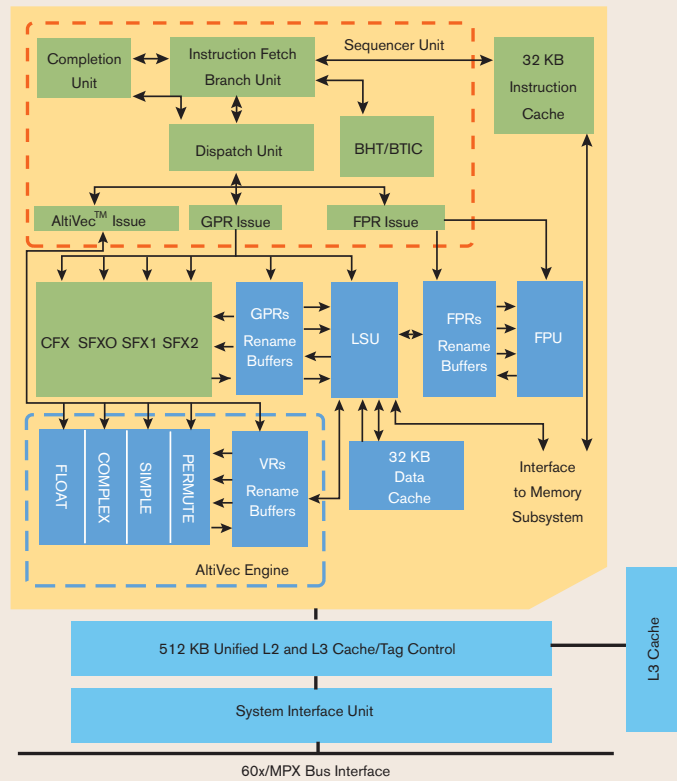 Sequencer Unit
Completion
Unit
Instruction Fetch
Branch Unit
32 KB
Instruction
Cache
Dispatch Unit
BHT/BTIC
AltiVec™ Issue
GPR Issue
FPR Issue
CFX SFXO SFX1 SFX2
GPRs
Rename
Buffers
LSU
FPRs
Rename
Buffers
FPU
FLOAT
COMPLEX
SIMPLE
PERMUTE
VRs
Rename
Buffers
32 KB
Data
Cache
Interface
to Memory
Subsystem
AltiVec Engine
512 KB Unified L2 and L3 Cache/Tag Control
L3 Cache
System Interface Unit
60x/MPX Bus Interface